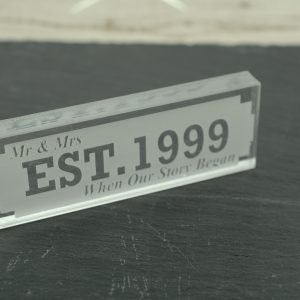 Mr & Mrs
EST.1999
When Our Story Began